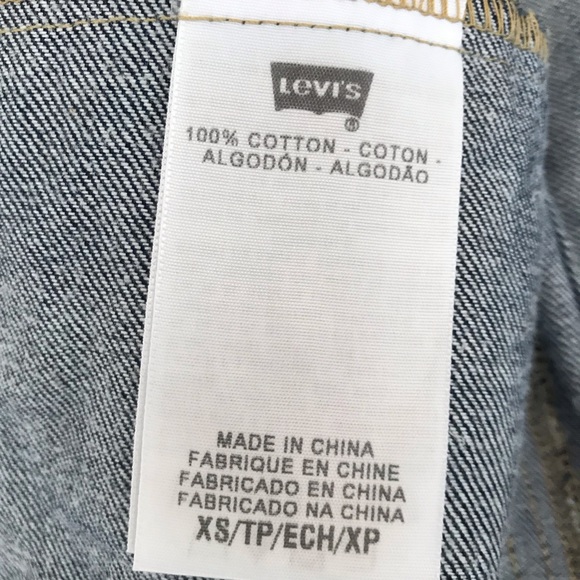 LEVI'S
®
100% COTTON - COTON -
ALGODÓN - ALGODÃO
MADE IN CHINA
FABRIQUE EN CHINE
FABRICADO EN CHINA
FABRICADO NA CHINA
XS/TP/ECH/XP